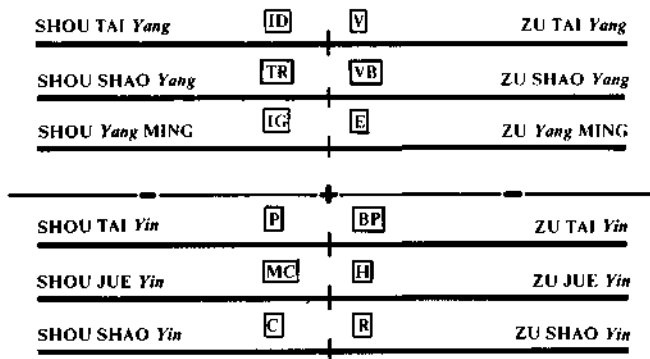 SHOU TAI Yang ID V ZU TAI Yang
SHOU SHAO Yang TR VB ZU SHAO Yang
SHOU Yang MING IG E ZU Yang MING
SHOU TAI Yin P BP ZU TAI Yin
SHOU JUE Yin MC H ZU JUE Yin
SHOU SHAO Yin C R ZU SHAO Yin